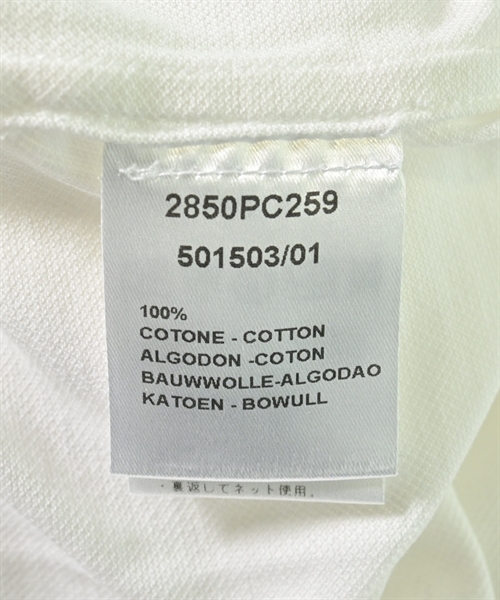 2850PC259
501503/01
100%
COTONE - COTTON
ALGODON -COTON
BAUWWOLLE-ALGODAO
KATOEN - BOWULL
・裏返してネット使用。